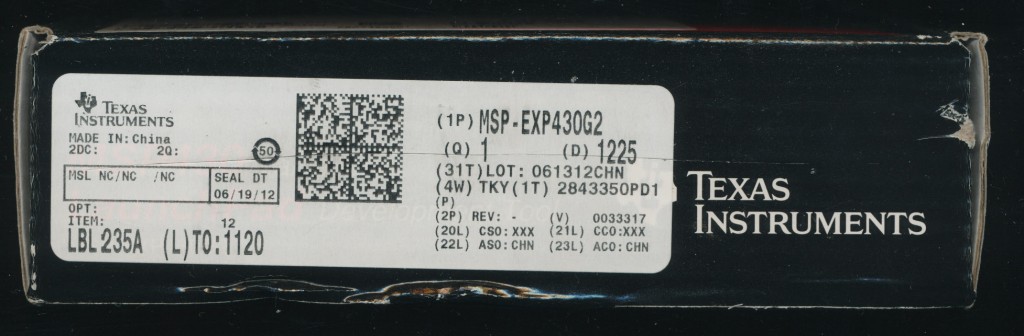 TEXAS
INSTRUMENTS
MADE IN: China
2DC: 2Q:
50
MSL NC/NC /NC
SEAL DT
06/19/12
OPT:
ITEM: 12
LBL 235A (L)TO:1120
(1P) MSP-EXP430G2
(Q) 1 (D) 1225
(31T)LOT: 061312CHN
(4W) TKY(1T) 2843350PD1
(P)
(2P) REV: - (V) 0033317
(20L) CSO:XXX (21L) CCO:XXX
(22L) ASO:CHN (23L) ACO:CHN
TEXAS
INSTRUMENTS